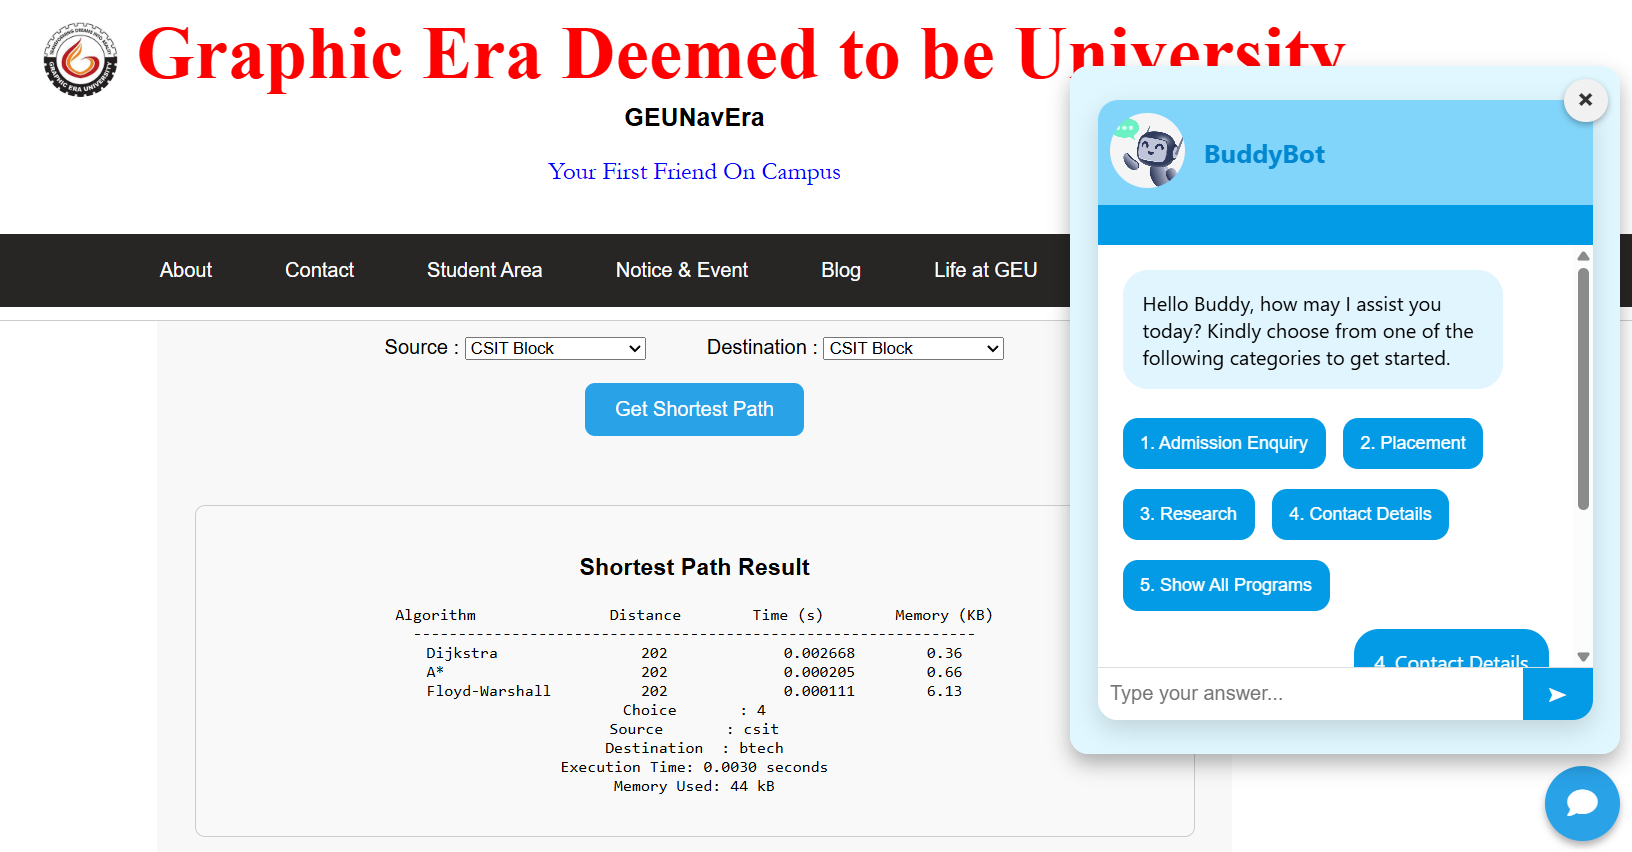 Graphic Era Deemed to be University
GEUNavEra
Your First Friend On Campus
About Contact Student Area Notice & Event Blog Life at GEU
Source : CSIT Block Destination : CSIT Block
Get Shortest Path
Shortest Path Result
Algorithm Distance Time (s) Memory (KB)
---------------------------------------------------------------
Dijkstra 202 0.002668 0.36
A* 202 0.000205 0.66
Floyd-Warshall 202 0.000111 6.13
Choice : 4
Source : csit
Destination : btech
Execution Time: 0.0030 seconds
Memory Used: 44 kB
BuddyBot
Hello Buddy, how may I assist you
today? Kindly choose from one of the
following categories to get started.
1. Admission Enquiry 2. Placement
3. Research 4. Contact Details
5. Show All Programs
4. Contact Details
Type your answer...